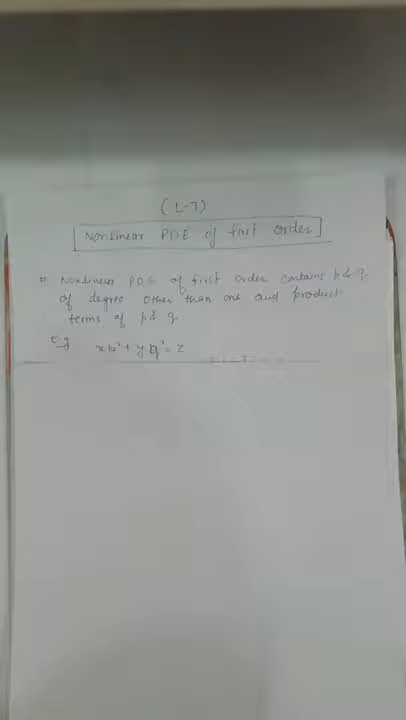 (L-7)
Nonlinear PDE of first order
Nonlinear PDE of first order contains p & q
of degree other than one and product
terms of p & q
e.g xp² + yq² = z